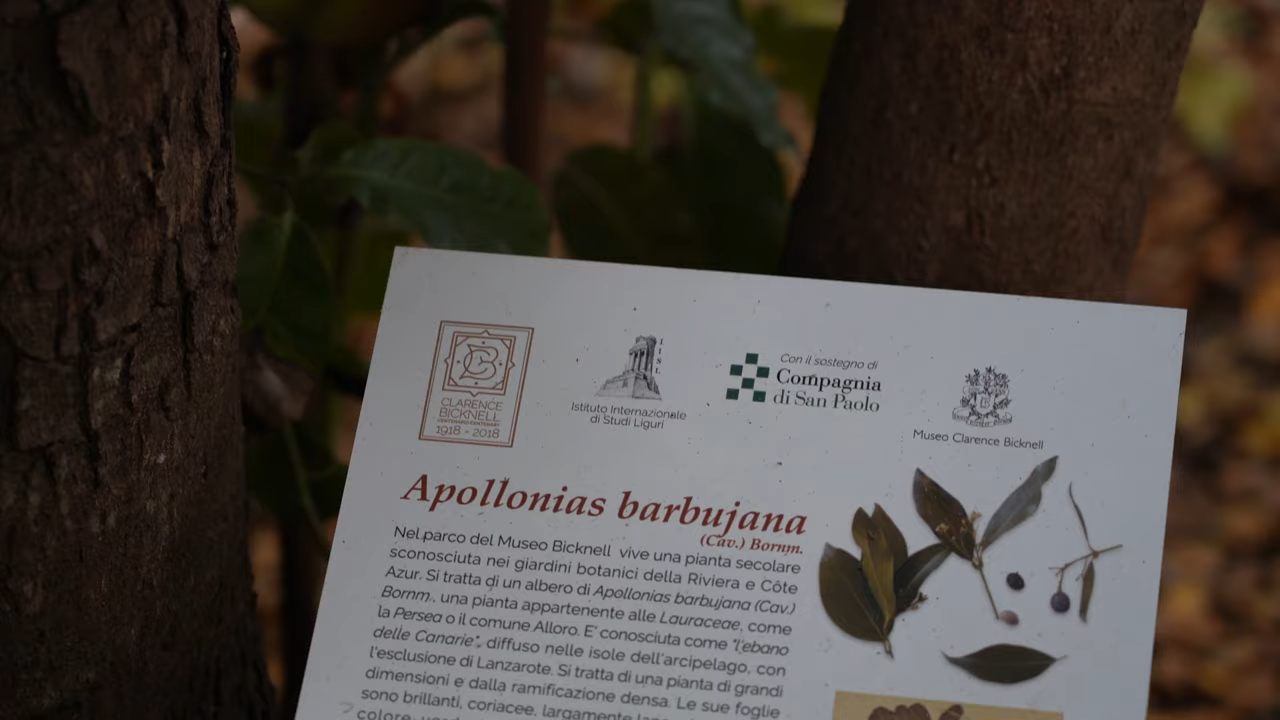 CLARENCE
BICKNELL
CENTENARIO CENTENARY
1918 - 2018
IISL
Istituto Internazionale
di Studi Liguri
Con il sostegno di
Compagnia
di San Paolo
Museo Clarence Bicknell
Apollonias barbujana
(Cav.) Bornm.
Nel parco del Museo Bicknell vive una pianta secolare
sconosciuta nei giardini botanici della Riviera e Côte
Azur. Si tratta di un albero di Apollonias barbujana (Cav.)
Bornm., una pianta appartenente alle Lauraceae, come
la Persea o il comune Alloro. E' conosciuta come "l'ebano
delle Canarie", diffuso nelle isole dell'arcipelago, con
l'esclusione di Lanzarote. Si tratta di una pianta di grandi
dimensioni e dalla ramificazione densa. Le sue foglie
sono brillanti, coriacee, largamente
colore